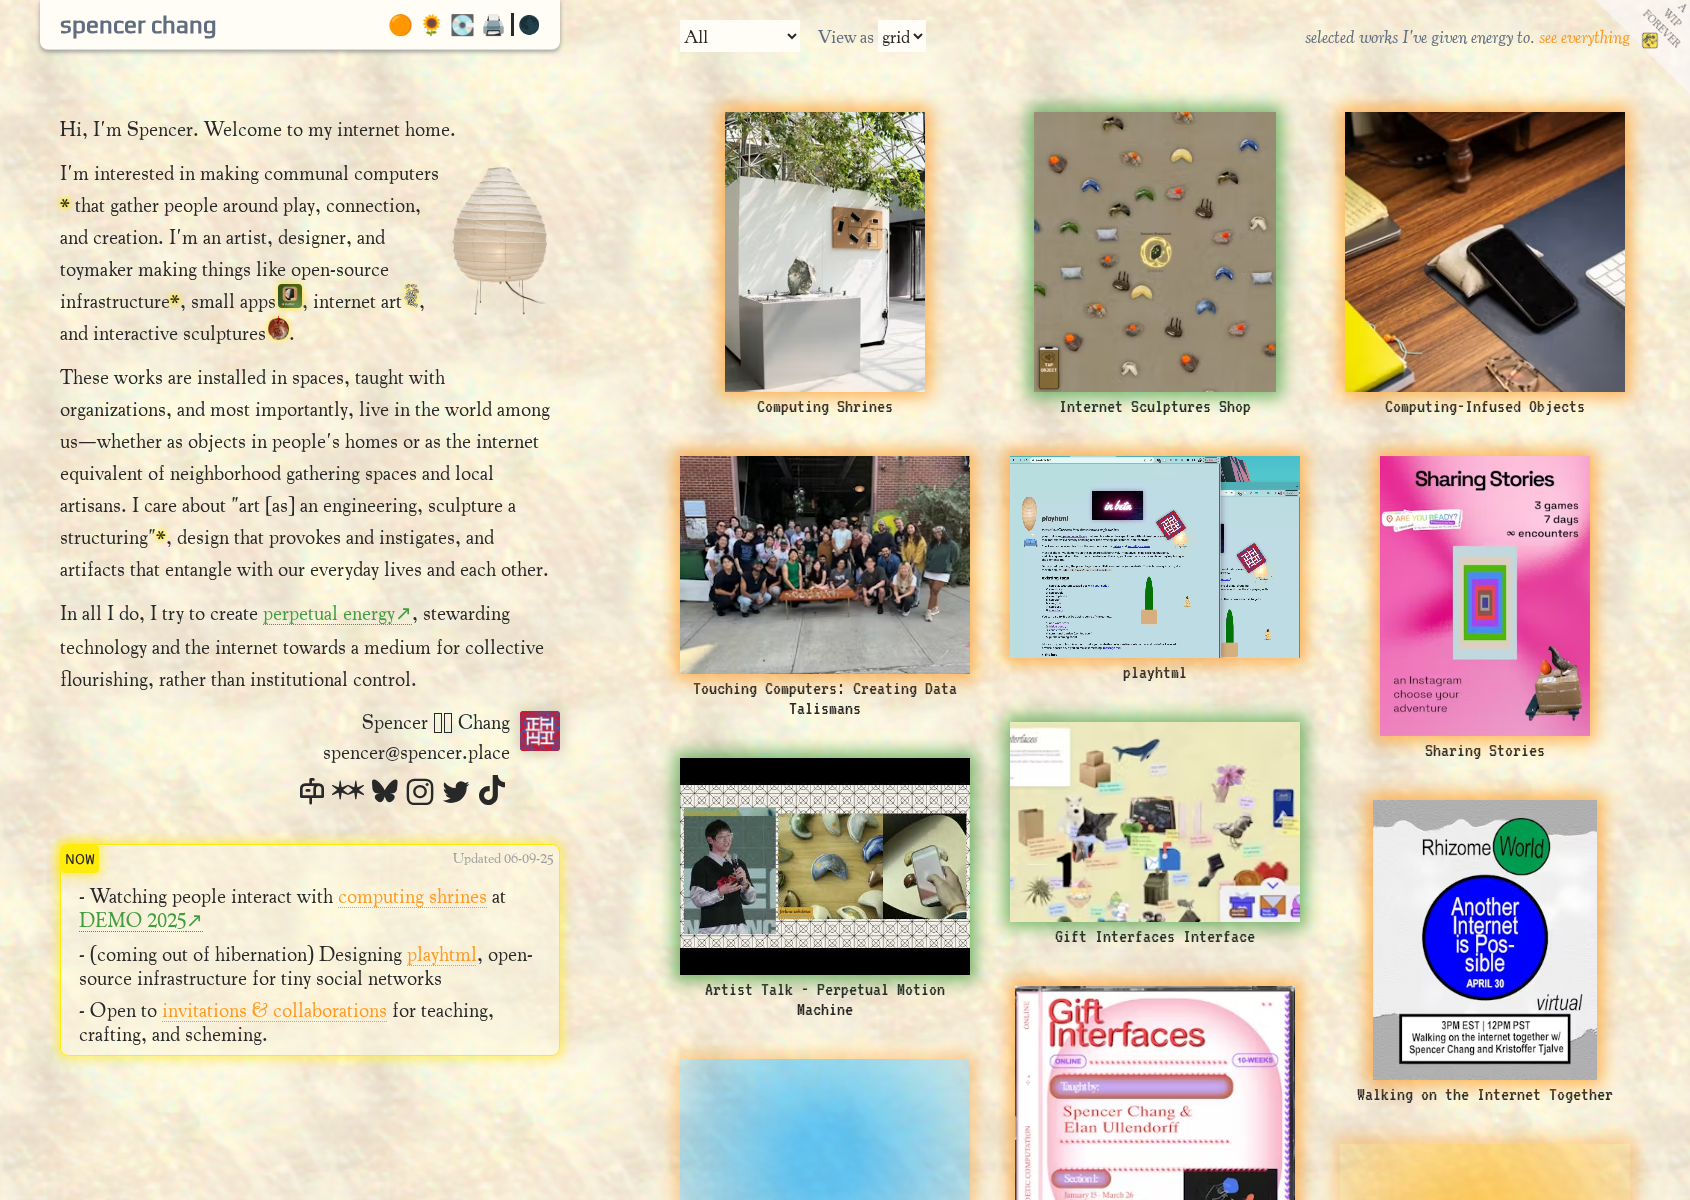 spencer chang
All
View as
grid
selected works I've given energy to. see everything
A
WIP
FOREVER
Hi, I'm Spencer. Welcome to my internet home.
I'm interested in making communal computers
* that gather people around play, connection,
and creation. I'm an artist, designer, and
toymaker making things like open-source
infrastructure*, small apps, internet art,
and interactive sculptures.
These works are installed in spaces, taught with
organizations, and most importantly, live in the world among
us—whether as objects in people's homes or as the internet
equivalent of neighborhood gathering spaces and local
artisans. I care about "art [as] an engineering, sculpture a
structuring"*, design that provokes and instigates, and
artifacts that entangle with our everyday lives and each other.
In all I do, I try to create perpetual energy↗, stewarding
technology and the internet towards a medium for collective
flourishing, rather than institutional control.
Spencer Chang
spencer@spencer.place
NOW
Updated 06-09-25
- Watching people interact with computing shrines at
DEMO 2025↗
- (coming out of hibernation) Designing playhtml, open-
source infrastructure for tiny social networks
- Open to invitations & collaborations for teaching,
crafting, and scheming.
Computing Shrines
TAP
OBJECT
Internet Sculptures Shop
Computing-Infused Objects
Touching Computers: Creating Data
Talismans
in beta
playhtml
playhtml
Sharing Stories
3 games
7 days
∞ encounters
ARE YOU READY?
an Instagram
choose your
adventure
Sharing Stories
Artist Talk - Perpetual Motion
Machine
Gift Interfaces Interface
Rhizome World
Another
Internet
is Pos-
sible
APRIL 30
virtual
3PM EST | 12PM PST
Walking on the internet together w/
Spencer Chang and Kristoffer Tjalve
Walking on the Internet Together
ONLINE
Gift
Interfaces
ONLINE
10-WEEKS
Taught by:
Spencer Chang &
Elan Ullendorff
Section 1:
January 15 - March 26